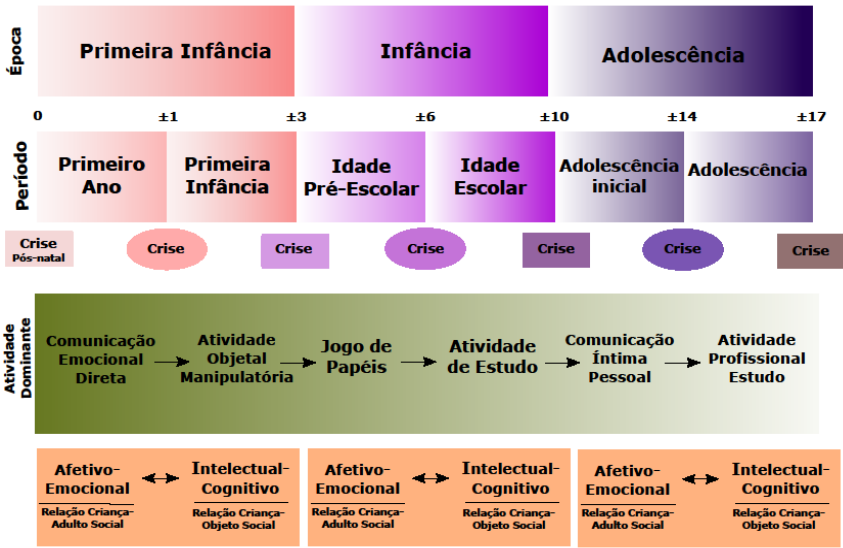 Época
Primeira Infância
Infância
Adolescência
0
±1
±3
±6
±10
±14
±17
Período
Primeiro
Ano
Primeira
Infância
Idade
Pré-Escolar
Idade
Escolar
Adolescência
inicial
Adolescência
Crise
Pós-natal
Crise
Crise
Crise
Crise
Crise
Crise
Atividade
Dominante
Comunicação
Emocional
Direta
Atividade
Objetal
Manipulatória
Jogo de
Papéis
Atividade
de Estudo
Comunicação
Íntima
Pessoal
Atividade
Profissional
Estudo
Afetivo-
Emocional
Relação Criança-
Adulto Social
Intelectual-
Cognitivo
Relação Criança-
Objeto Social
Afetivo-
Emocional
Relação Criança-
Adulto Social
Intelectual-
Cognitivo
Relação Criança-
Objeto Social
Afetivo-
Emocional
Relação Criança-
Adulto Social
Intelectual-
Cognitivo
Relação Criança-
Objeto Social